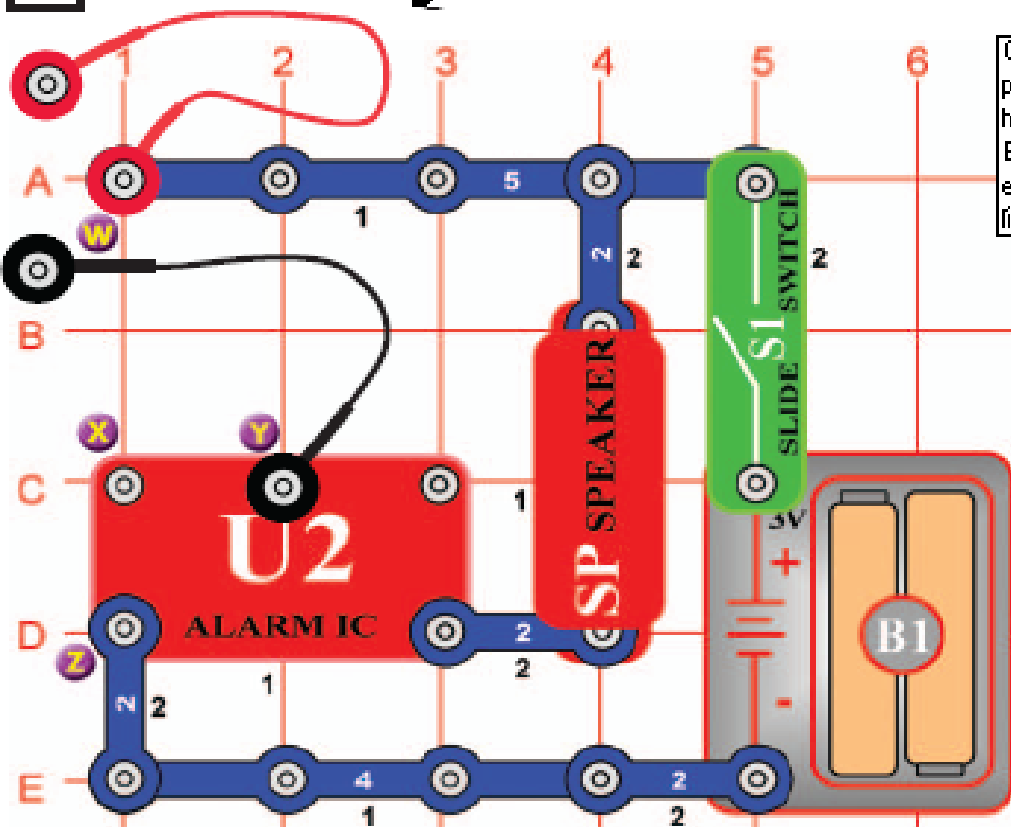 1 2 3 4 5 6
A 5
1
2 2
2
W
B
SLIDE SWITCH
S1
X Y
C
1
SP SPEAKER
3V
+
U2
ALARM IC
D 2
2
Z
1
B1
2 2
-
E 4 2
1 2